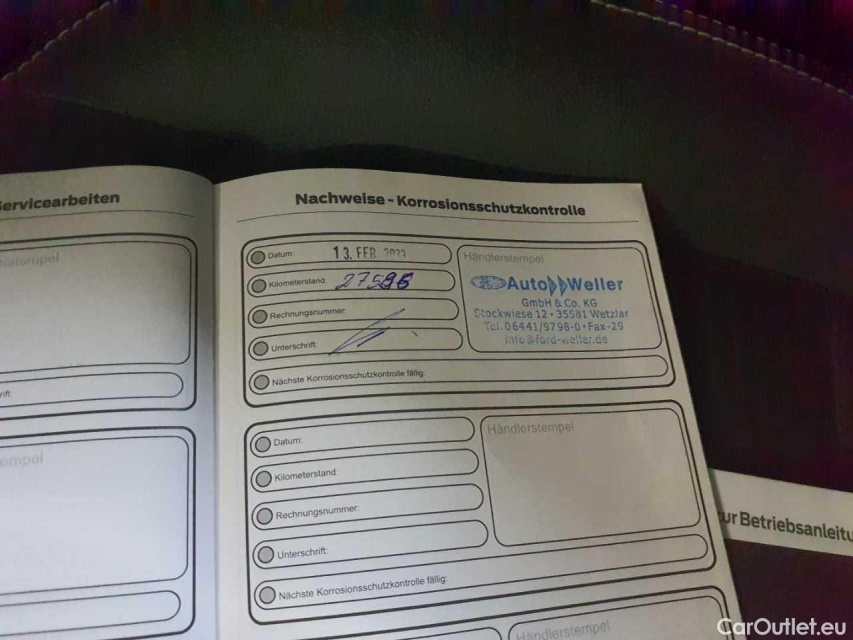 Servicearbeiten
Nachweise - Korrosionsschutzkontrolle
Datum: 13. FEB.
Kilometerstand:
Rechnungsnummer:
Unterschrift:
Nächste Korrosionsschutzkontrolle fällig:
Händlerstempel
Auto Weller
GmbH & Co. KG
Stockwiese 12 • 35581 Wetzlar
Tel. 06441/9798-0 • Fax-29
info@ford-weller.de
Datum:
Kilometerstand:
Rechnungsnummer:
Unterschrift:
Nächste Korrosionsschutzkontrolle fällig:
Händlerstempel
Händlerstempel
ur Betriebsanleitu
CarOutlet.eu